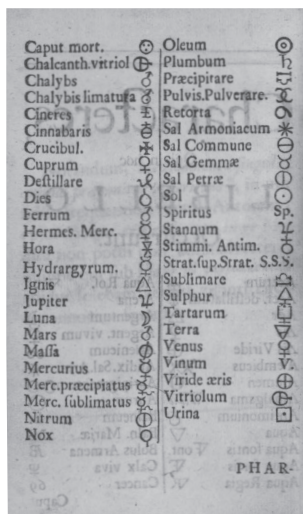 Caput mort.
Chalcanth.vitriol
Chalybs
Chalybis limatura
Cineres
Cinnabaris
Crucibul.
Cuprum
Deſtillare
Dies
Ferrum
Hermes. Merc.
Hora
Hydrargyrum.
Ignis
Jupiter
Luna
Mars
Maſſa
Mercurius
Merc.præcipiatus
Merc. ſublimatus
Nitrum
Nox
Oleum
Plumbum
Præcipitare
Pulvis.Pulverare.
Retorta
Sal Armoniacum
Sal Commune
Sal Gemmæ
Sal Petræ
Sol
Spiritus Sp.
Stannum
Stimmi. Antim.
Strat.ſup.Strat. S.S.S.
Sublimare
Sulphur
Tartarum
Terra
Venus
Vinum V.
Viride æris
Vitriolum
Urina
PHAR-